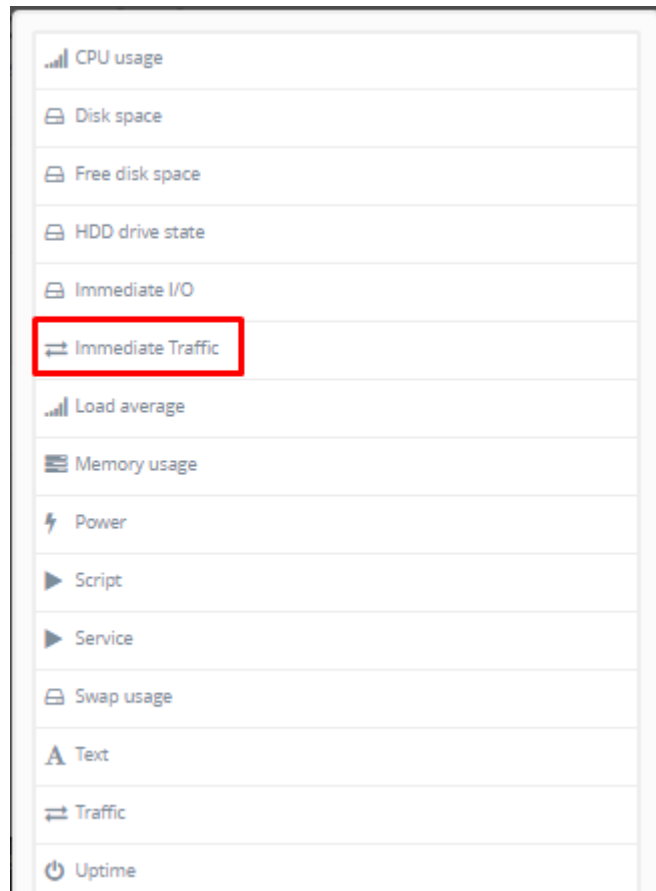 CPU usage
Disk space
Free disk space
HDD drive state
Immediate I/O
Immediate Traffic
Load average
Memory usage
Power
Script
Service
Swap usage
Text
Traffic
Uptime